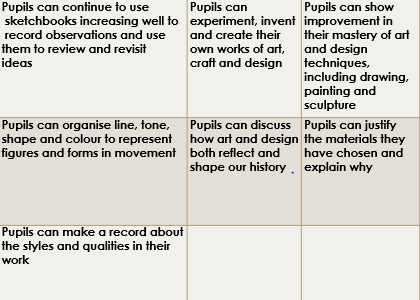 Pupils can continue to use
sketchbooks increasing well to
record observations and use
them to review and revisit
ideas
Pupils can
experiment, invent
and create their
own works of art,
craft and design
Pupils can show
improvement in
their mastery of art
and design
techniques,
including drawing,
painting and
sculpture
Pupils can organise line, tone,
shape and colour to represent
figures and forms in movement
Pupils can discuss
how art and design
both reflect and
shape our history .
Pupils can justify
the materials they
have chosen and
explain why
Pupils can make a record about
the styles and qualities in their
work